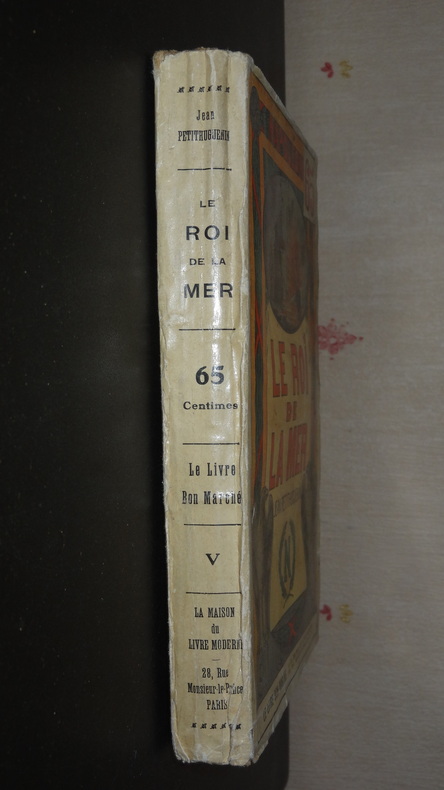 Jean
PETITHUGUENIN
LE
ROI
DE LA
MER
65
Centimes
Le Livre
Bon Marché
V
LA MAISON
du
LIVRE MODERNE
28, Rue
Monsieur-le-Prince
PARIS
LE ROI
DE
LA MER